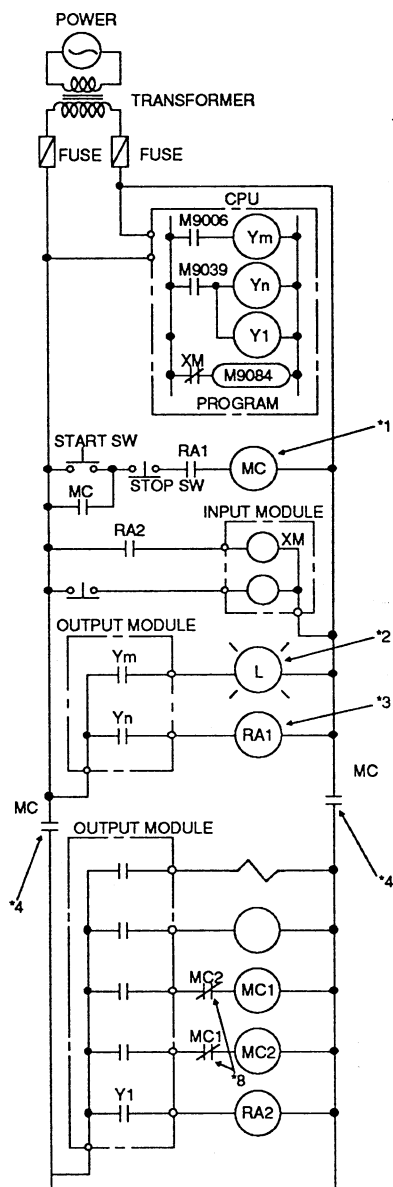 POWER
TRANSFORMER
FUSE
FUSE
CPU
M9006
Ym
M9039
Yn
Y1
XM
M9084
PROGRAM
*1
START SW
RA1
MC
STOP SW
MC
INPUT MODULE
RA2
XM
OUTPUT MODULE
*2
Ym
L
*3
Yn
RA1
MC
MC
OUTPUT MODULE
*4
*4
MC2
MC1
MC1
MC2
*8
Y1
RA2